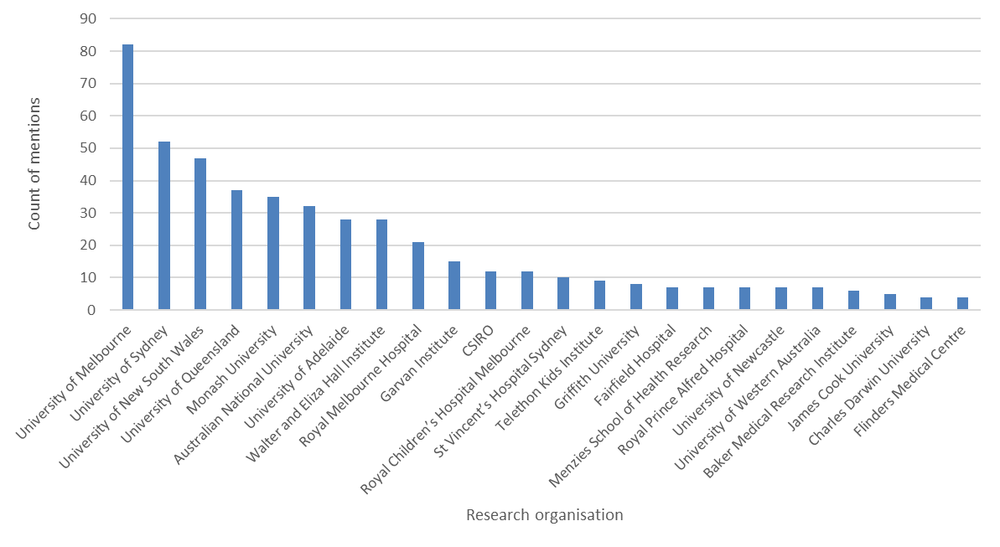 90
80
70
60
50
40
30
20
10
0
Count of mentions
University of Melbourne
University of Sydney
University of New South Wales
University of Queensland
Monash University
Australian National University
University of Adelaide
Walter and Eliza Hall Institute
Royal Melbourne Hospital
Garvan Institute
CSIRO
Royal Children’s Hospital Melbourne
St Vincent’s Hospital Sydney
Telethon Kids Institute
Griffith University
Fairfield Hospital
Menzies School of Health Research
Royal Prince Alfred Hospital
University of Newcastle
University of Western Australia
Baker Medical Research Institute
James Cook University
Charles Darwin University
Flinders Medical Centre
Research organisation